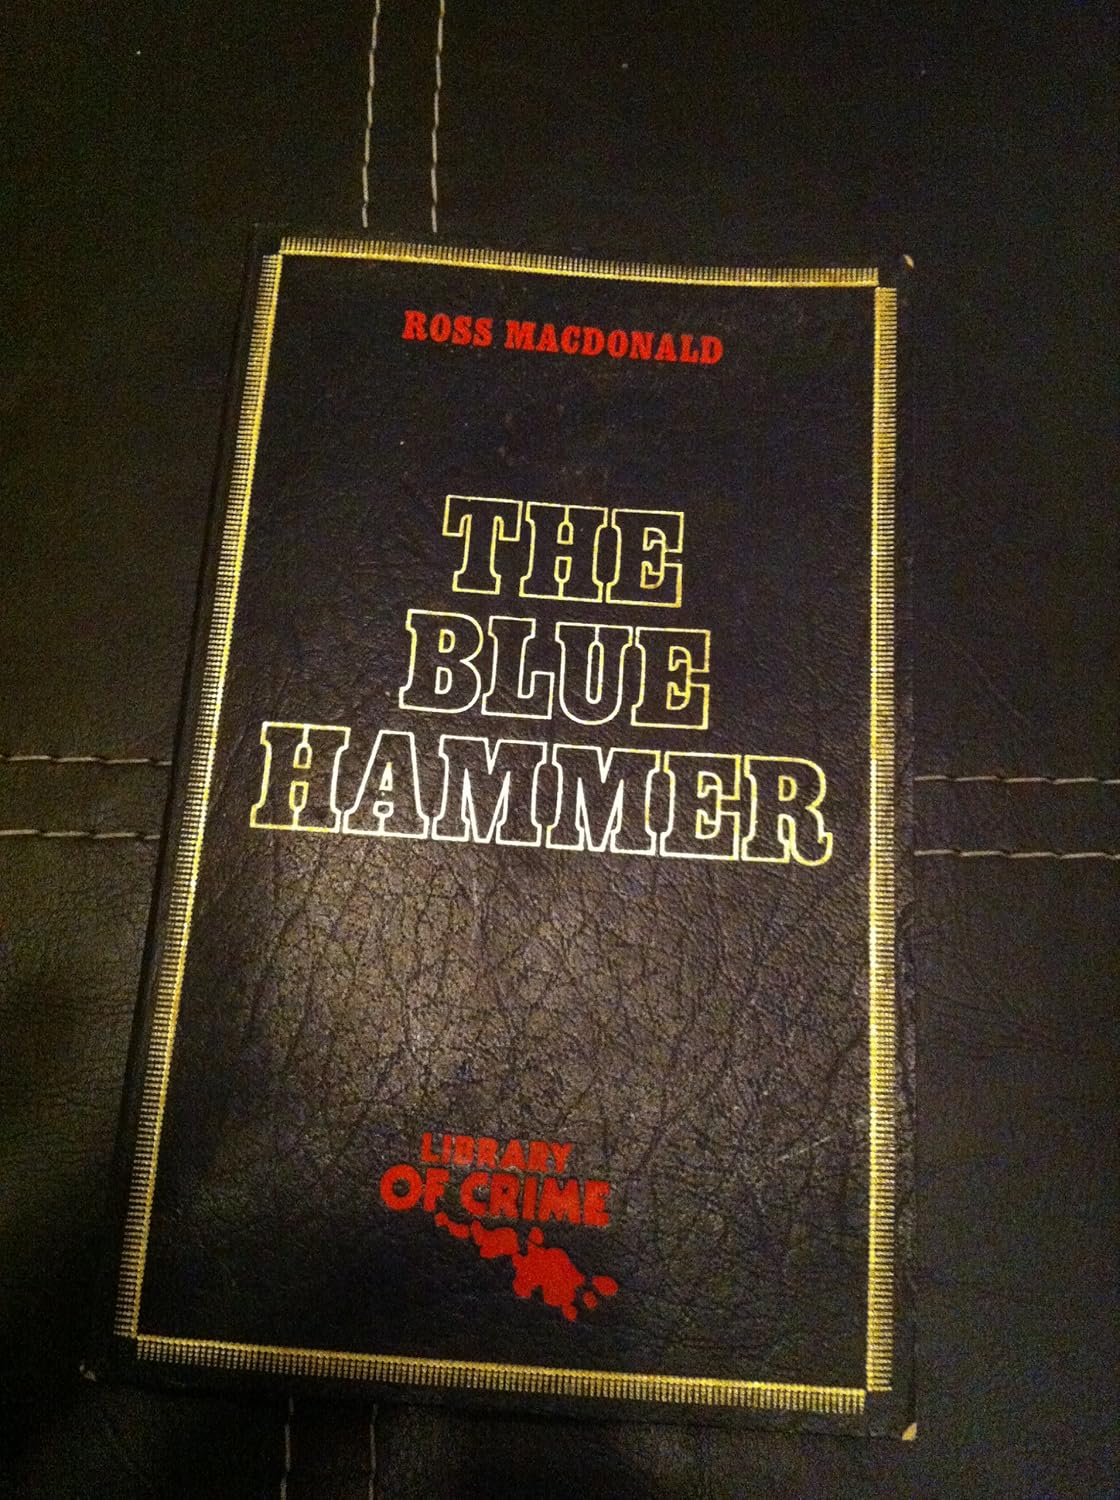 ROSS MACDONALD
THE
BLUE
HAMMER
LIBRARY
OF CRIME